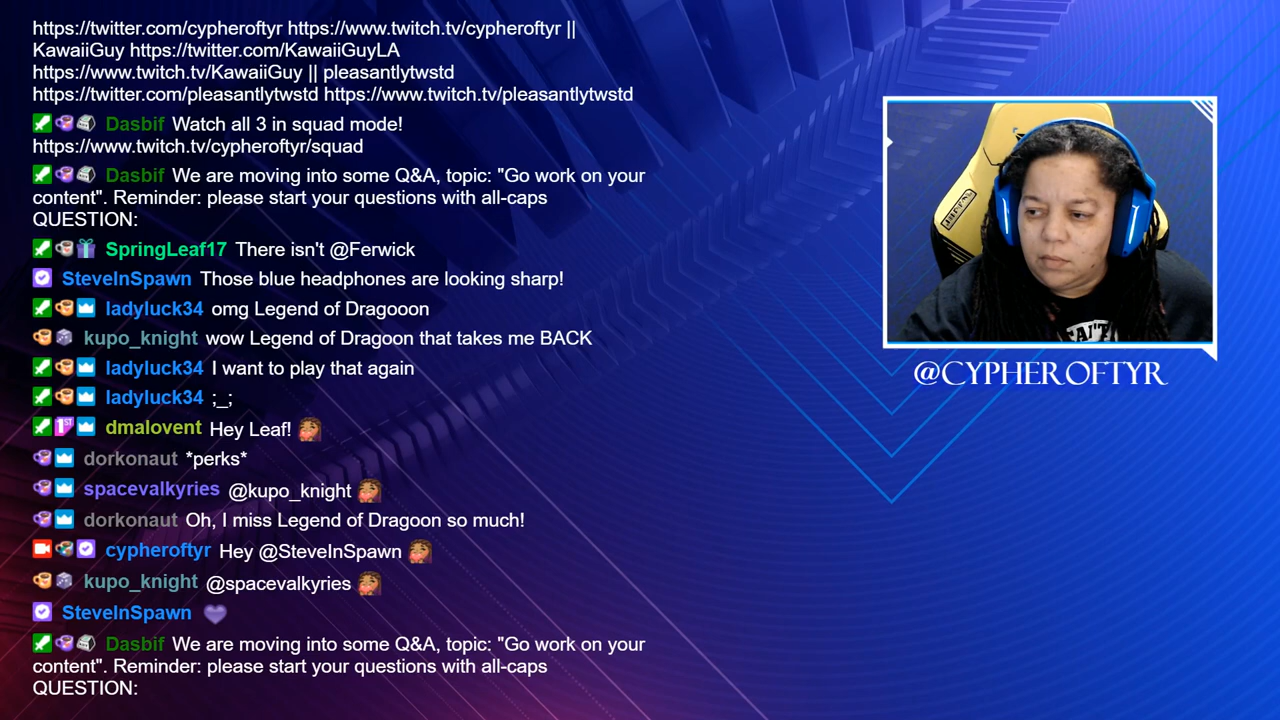 https://twitter.com/cypheroftyr https://www.twitch.tv/cypheroftyr ||
KawaiiGuy https://twitter.com/KawaiiGuyLA
https://www.twitch.tv/KawaiiGuy || pleasantlytwstd
https://twitter.com/pleasantlytwstd https://www.twitch.tv/pleasantlytwstd
Dasbif Watch all 3 in squad mode!
https://www.twitch.tv/cypheroftyr/squad
Dasbif We are moving into some Q&A, topic: "Go work on your
content". Reminder: please start your questions with all-caps
QUESTION:
SpringLeaf17 There isn't @Ferwick
SteveInSpawn Those blue headphones are looking sharp!
ladyluck34 omg Legend of Dragooon
kupo_knight wow Legend of Dragoon that takes me BACK
ladyluck34 I want to play that again
ladyluck34 ;_;
1ST dmalovent Hey Leaf!
dorkonaut *perks*
spacevalkyries @kupo_knight
dorkonaut Oh, I miss Legend of Dragoon so much!
cypheroftyr Hey @SteveInSpawn
kupo_knight @spacevalkyries
SteveInSpawn
Dasbif We are moving into some Q&A, topic: "Go work on your
content". Reminder: please start your questions with all-caps
QUESTION:
@CYPHEROFTYR